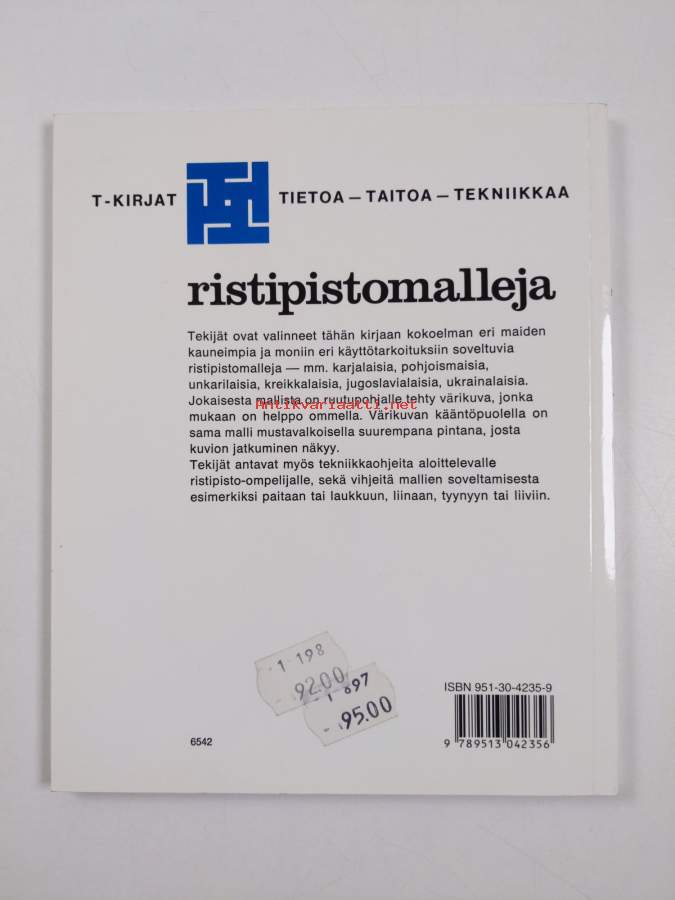 T-KIRJAT TIETOA — TAITOA — TEKNIIKKAA
ristipistomalleja
Tekijät ovat valinneet tähän kirjaan kokoelman eri maiden
kauneimpia ja moniin eri käyttötarkoituksiin soveltuvia
ristipistomalleja — mm. karjalaisia, pohjoismaisia,
unkarilaisia, kreikkalaisia, jugoslavialaisia, ukrainalaisia.
Jokaisesta mallista on ruutupohjalle tehty värikuva, jonka
Antikvariaatti.net
mukaan on helppo ommella. Värikuvan kääntöpuolella on
sama malli mustavalkoisella suurempana pintana, josta
kuvion jatkuminen näkyy.
Tekijät antavat myös tekniikkaohjeita aloittelevalle
ristipisto-ompelijalle, sekä vihjeitä mallien soveltamisesta
esimerkiksi paitaan tai laukkuun, liinaan, tyynyyn tai liiviin.
1 198
92.00
1 897
95.00
ISBN 951-30-4235-9
9 789513 042356
6542